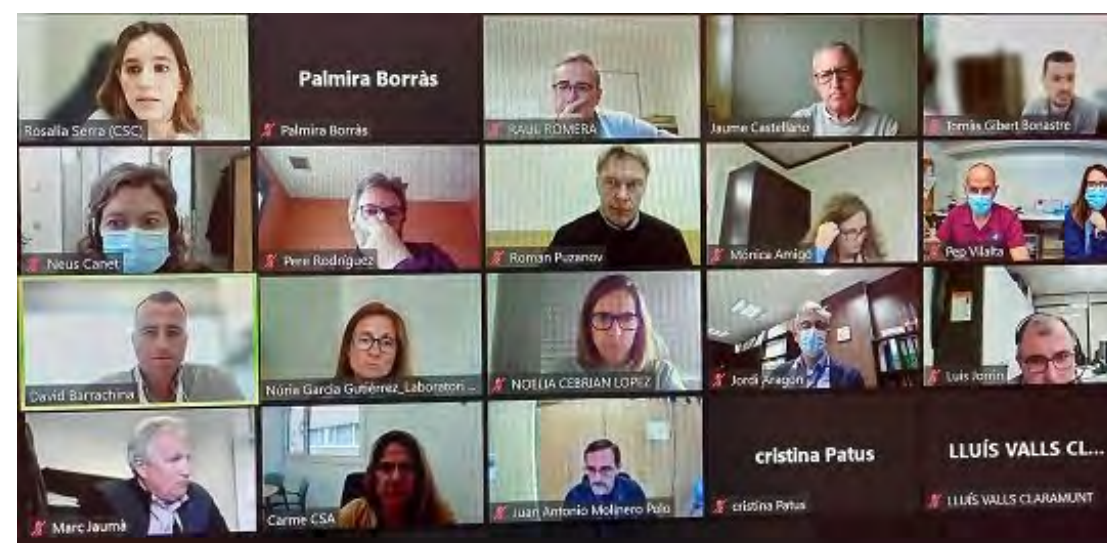 Rosalia Serra (CSC)
Palmira Borràs
Palmira Borràs
RAUL ROMERA
Jaume Castellano
Tomàs Gibert Bonastre
Neus Canet
Pere Rodríguez
Roman Puzanov
Mònica Amigó
Pep Vilalta
David Barrachina
Núria Garcia Gutiérrez_Laboratori ...
NOELIA CEBRIAN LOPEZ
Jordi Aragon
Luis Jorrin
Marc Jaumà
Carme CSA
Juan Antonio Molinero Polo
cristina Patus
cristina Patus
LLUÍS VALLS CL...
LLUÍS VALLS CLARAMUNT